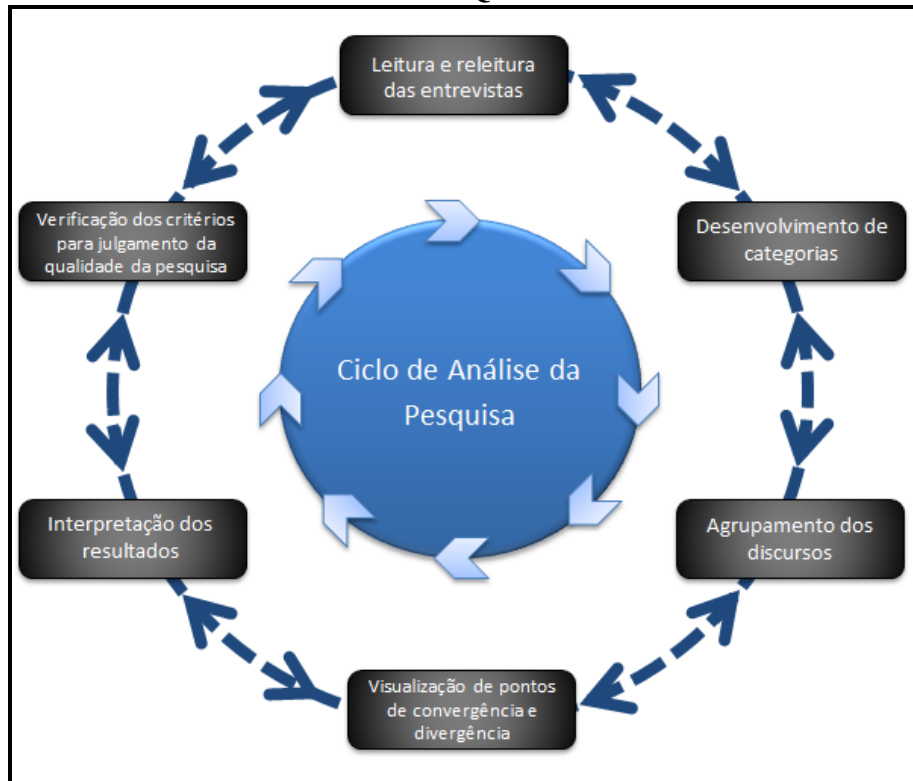 Leitura e releitura
das entrevistas
Verificação dos critérios
para julgamento da
qualidade da pesquisa
Desenvolvimento de
categorias
Ciclo de Análise da
Pesquisa
Interpretação dos
resultados
Agrupamento dos
discursos
Visualização de pontos
de convergência e
divergência